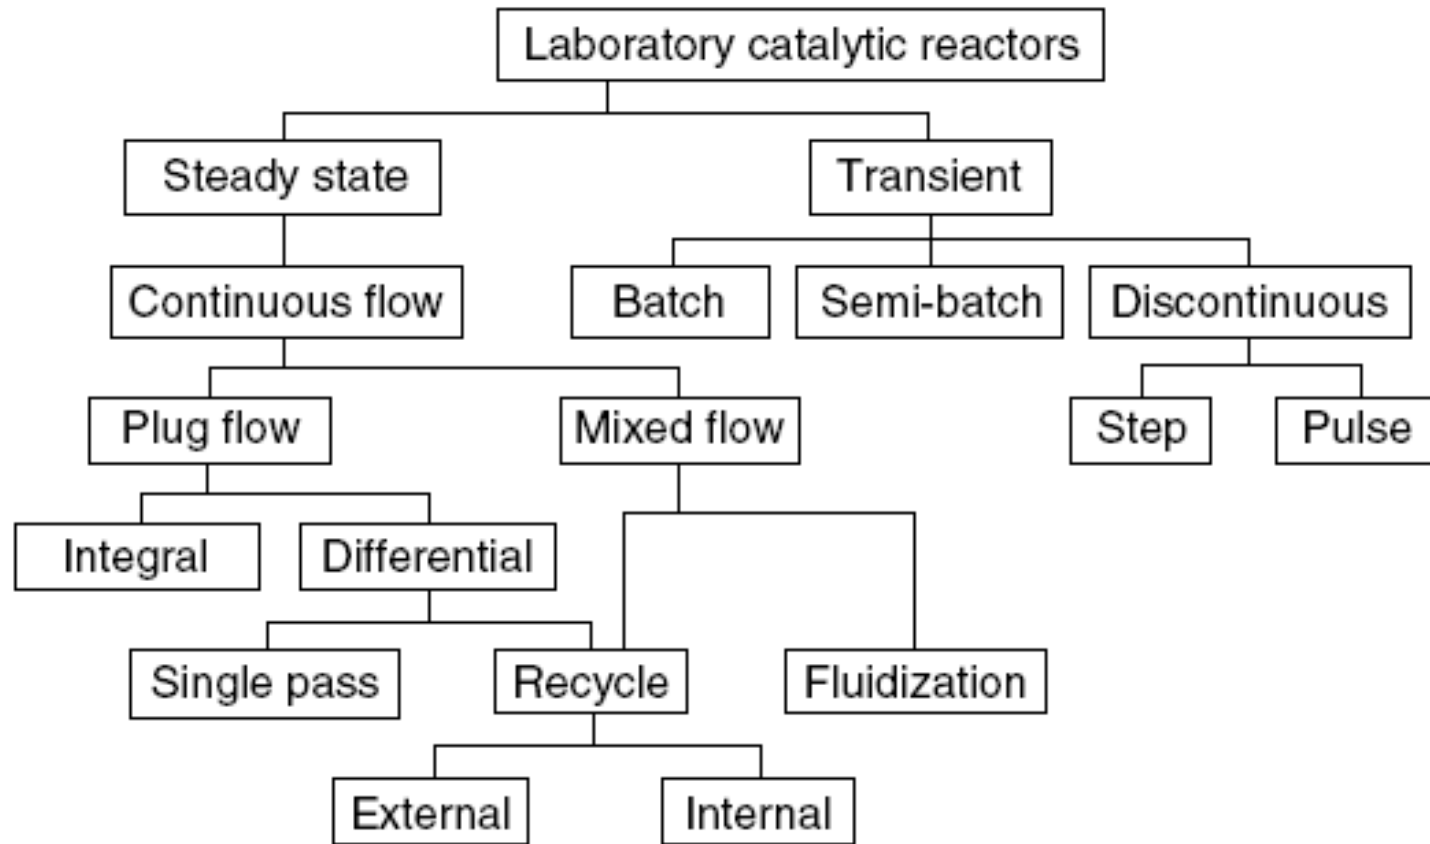 Laboratory catalytic reactors
Steady state
Transient
Continuous flow
Batch
Semi-batch
Discontinuous
Plug flow
Mixed flow
Step
Pulse
Integral
Differential
Single pass
Recycle
Fluidization
External
Internal